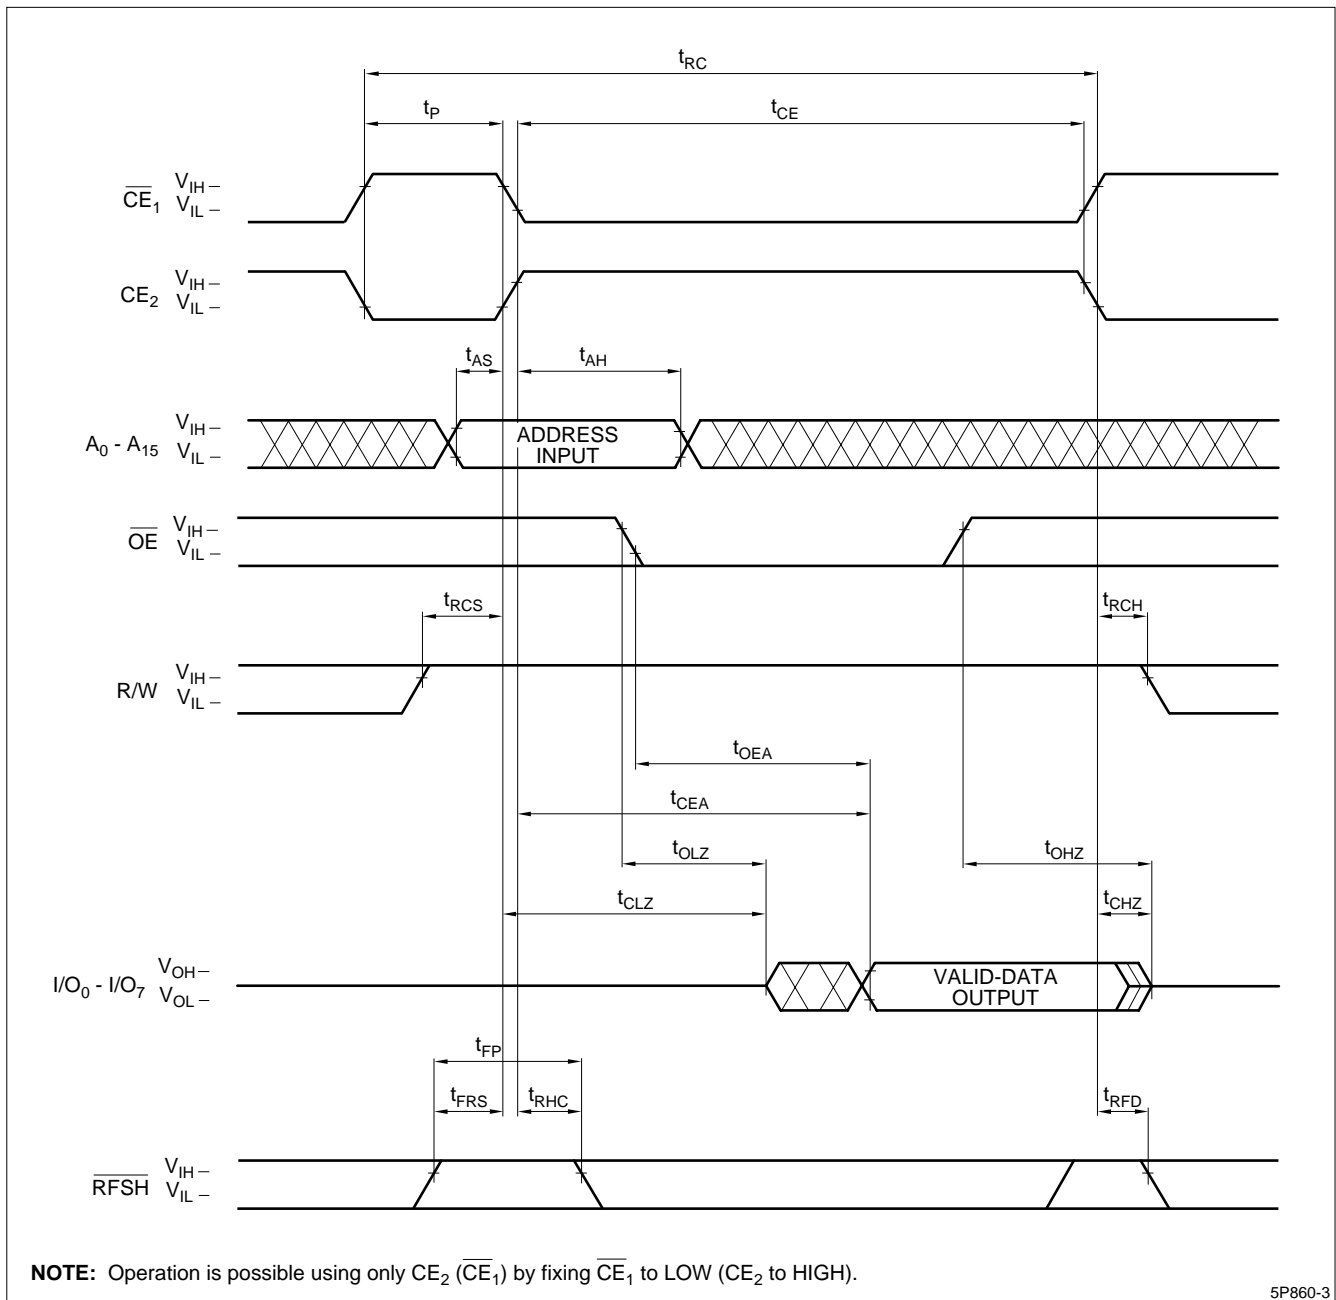 tRC
tP tCE
CE1 VIH –
VIL –
CE2 VIH –
VIL –
tAS tAH
A0 - A15 VIH –
VIL –
ADDRESS
INPUT
OE VIH –
VIL –
tRCS tRCH
R/W VIH –
VIL –
tOEA
tCEA
tOLZ tOHZ
tCLZ tCHZ
I/O0 - I/O7 VOH –
VOL –
VALID-DATA
OUTPUT
tFP
tFRS tRHC tRFD
RFSH VIH –
VIL –
NOTE: Operation is possible using only CE2 (CE1) by fixing CE1 to LOW (CE2 to HIGH).
5P860-3